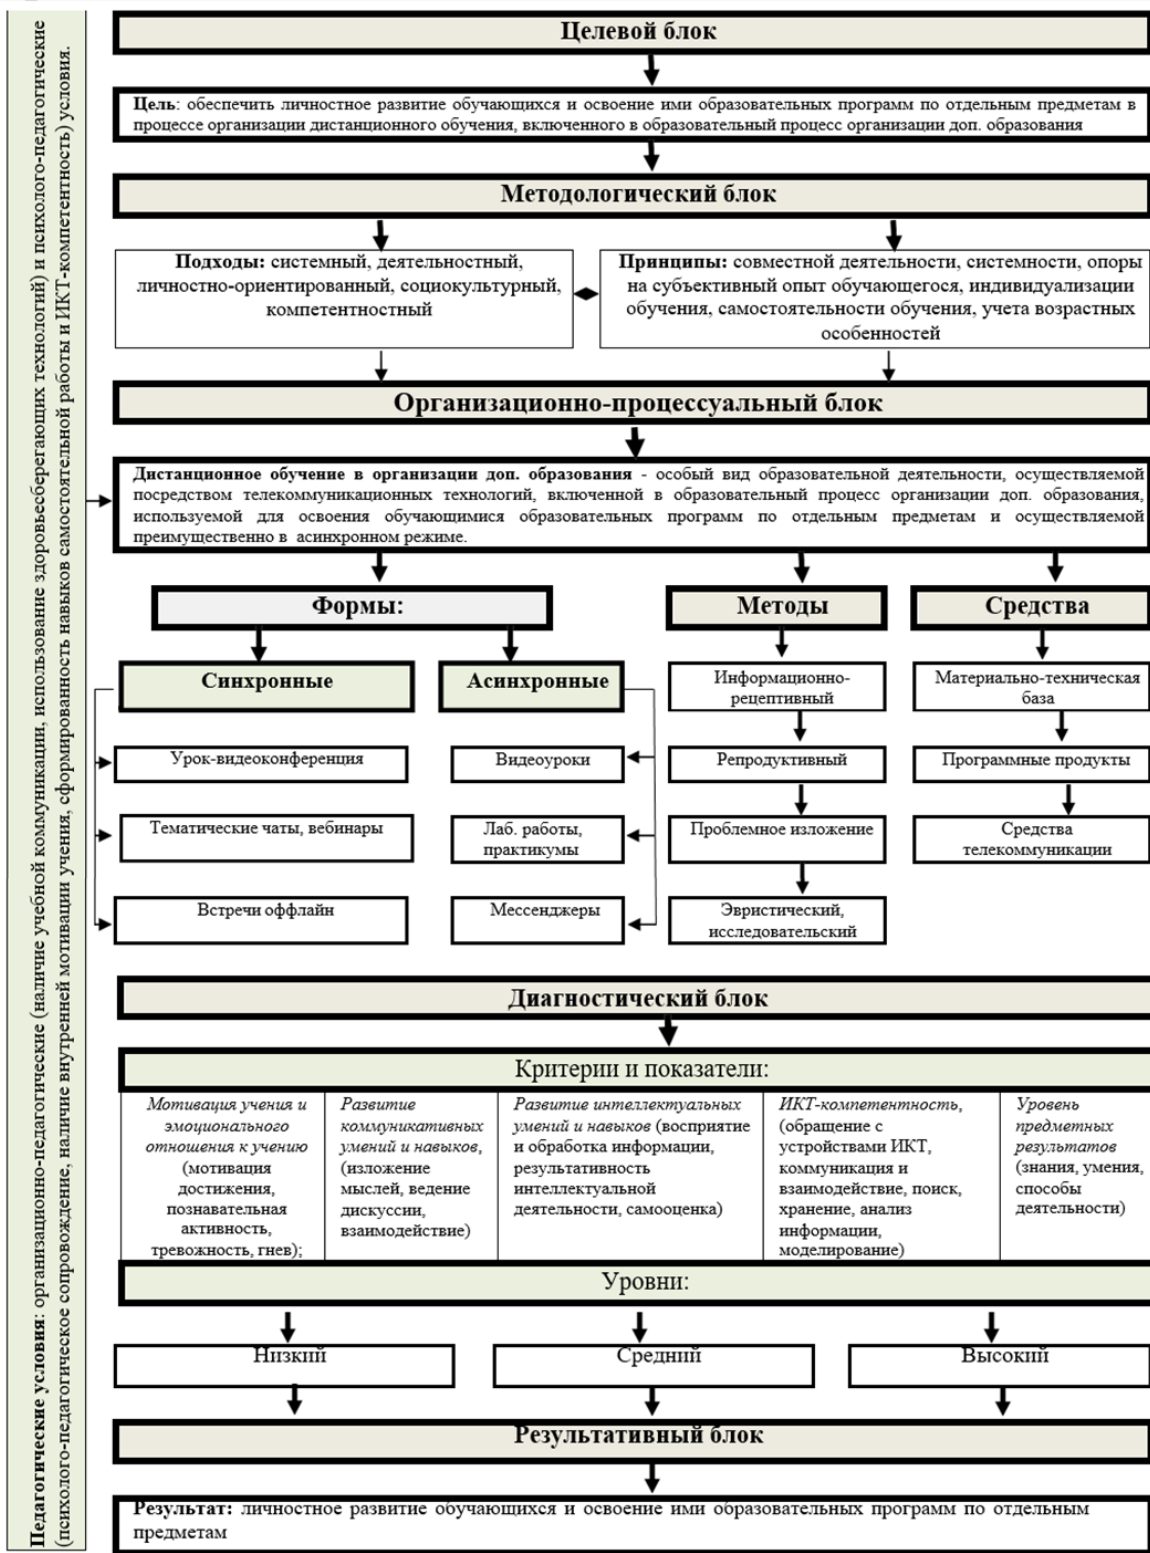 Педагогические условия: организационно-педагогические (наличие учебной коммуникации, использование здоровьесберегающих технологий) и психолого-педагогические
(психолого-педагогическое сопровождение, наличие внутренней мотивации учения, сформированность навыков самостоятельной работы и ИКТ-компетентность) условия.
Целевой блок
Цель: обеспечить личностное развитие обучающихся и освоение ими образовательных программ по отдельным предметам в
процессе организации дистанционного обучения, включенного в образовательный процесс организации доп. образования
Методологический блок
Подходы: системный, деятельностный,
личностно-ориентированный, социокультурный,
компетентностный
Принципы: совместной деятельности, системности, опоры
на субъективный опыт обучающегося, индивидуализации
обучения, самостоятельности обучения, учета возрастных
особенностей
Организационно-процессуальный блок
Дистанционное обучение в организации доп. образования - особый вид образовательной деятельности, осуществляемой
посредством телекоммуникационных технологий, включенной в образовательный процесс организации доп. образования,
используемой для освоения обучающимися образовательных программ по отдельным предметам и осуществляемой
преимущественно в асинхронном режиме.
Формы:
Синхронные
Урок-видеоконференция
Тематические чаты, вебинары
Встречи оффлайн
Асинхронные
Видеоуроки
Лаб. работы,
практикумы
Мессенджеры
Методы
Информационно-
рецептивный
Репродуктивный
Проблемное изложение
Эвристический,
исследовательский
Средства
Материально-техническая
база
Программные продукты
Средства
телекоммуникации
Диагностический блок
Критерии и показатели:
Мотивация учения и
эмоционального
отношения к учению
(мотивация
достижения,
познавательная
активность,
тревожность, гнев);
Развитие
коммуникативных
умений и навыков,
(изложение
мыслей, ведение
дискуссии,
взаимодействие)
Развитие интеллектуальных
умений и навыков (восприятие
и обработка информации,
результативность
интеллектуальной
деятельности, самооценка)
ИКТ-компетентность,
(обращение с
устройствами ИКТ,
коммуникация и
взаимодействие, поиск,
хранение, анализ
информации,
моделирование)
Уровень
предметных
результатов
(знания, умения,
способы
деятельности)
Уровни:
Низкий
Средний
Высокий
Результативный блок
Результат: личностное развитие обучающихся и освоение ими образовательных программ по отдельным
предметам